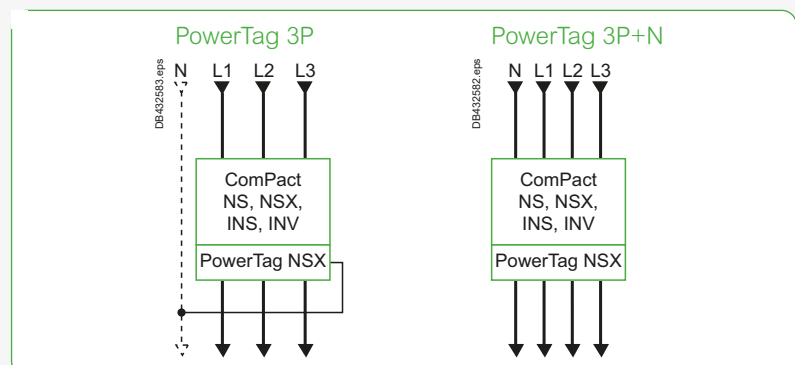 PowerTag 3P
DB432583.eps
N L1 L2 L3
ComPact
NS, NSX,
INS, INV
PowerTag NSX
PowerTag 3P+N
DB432582.eps
N L1 L2 L3
ComPact
NS, NSX,
INS, INV
PowerTag NSX